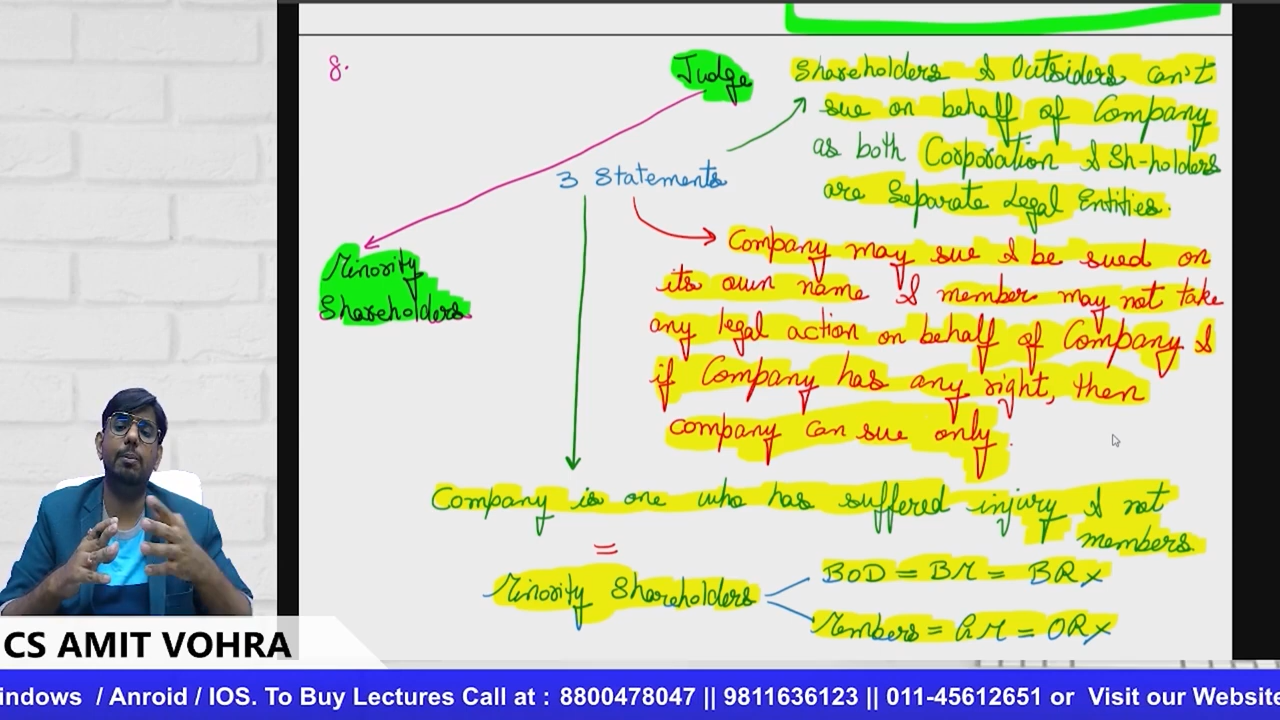 8.
Judge
Shareholders & Outsiders can't
sue on behalf of Company
as both Corporation & Sh-holders
are Separate Legal Entities.
3 Statements
Minority
Shareholders
Company may sue & be sued on
its own name & member may not take
any legal action on behalf of Company &
if Company has any right, then
company can sue only.
Company is one who has suffered injury & not
members
=
Minority Shareholders
BOD = BM = BRX
Members = GM = ORX
CS AMIT VOHRA
indows / Anroid / IOS. To Buy Lectures Call at : 8800478047 || 9811636123 || 011-45612651 or Visit our Website